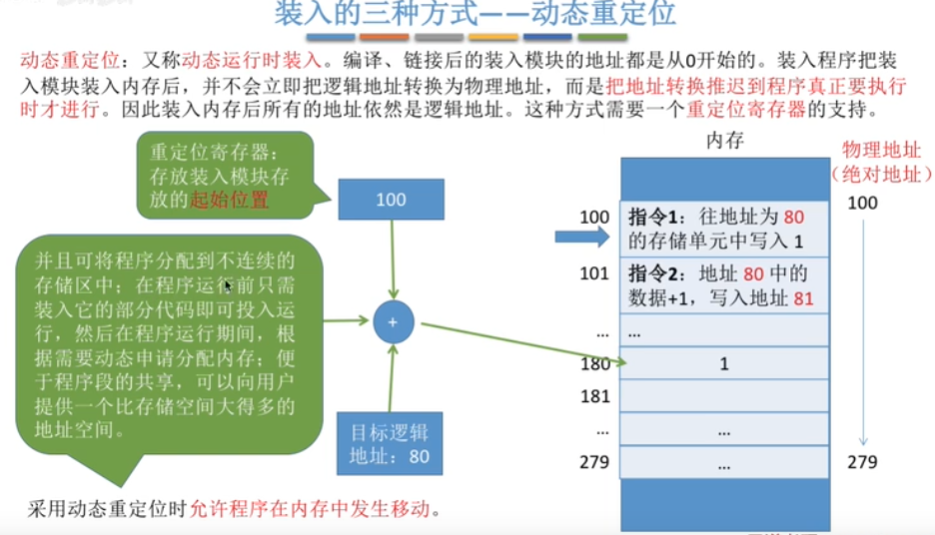 装入的三种方式——动态重定位
动态重定位：又称动态运行时装入。编译、链接后的装入模块的地址都是从0开始的。装入程序把装
入模块装入内存后，并不会立即把逻辑地址转换为物理地址，而是把地址转换推迟到程序真正要执行
时才进行。因此装入内存后所有的地址依然是逻辑地址。这种方式需要一个重定位寄存器的支持。
重定位寄存器：
存放装入模块存
放的起始位置
100
并且可将程序分配到不连续的
存储区中；在程序运行前只需
装入它的部分代码即可投入运
行，然后在程序运行期间，根
据需要动态申请分配内存；便
于程序段的共享，可以向用户
提供一个比存储空间大得多的
地址空间。
+
目标逻辑
地址：80
采用动态重定位时允许程序在内存中发生移动。
内存
物理地址
（绝对地址）
100
指令1：往地址为 80
的存储单元中写入 1
100
101
指令2：地址 80 中的
数据+1，写入地址 81
...
...
180
1
181
...
...
279
...
279